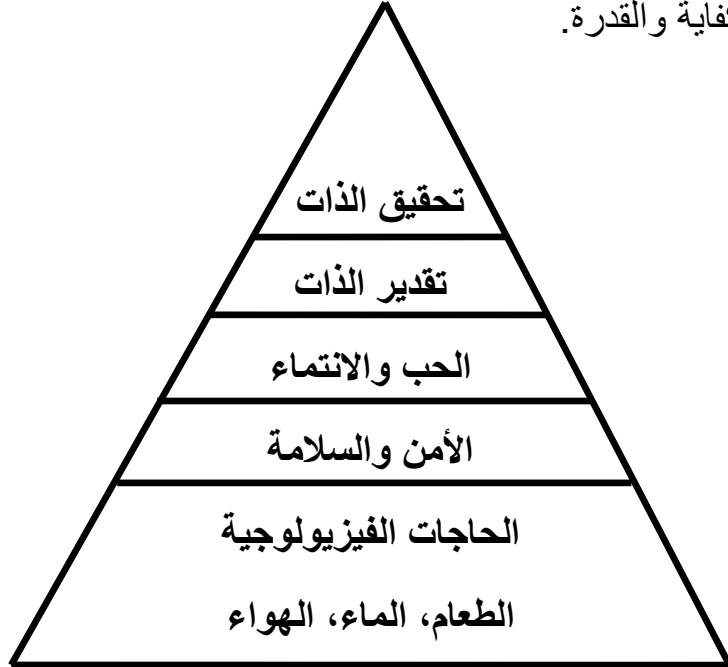 والقدرة.
تحقيق الذات
تقدير الذات
الحب والانتماء
الأمن والسلامة
الحاجات الفيزيولوجية
الطعام، الماء، الهواء